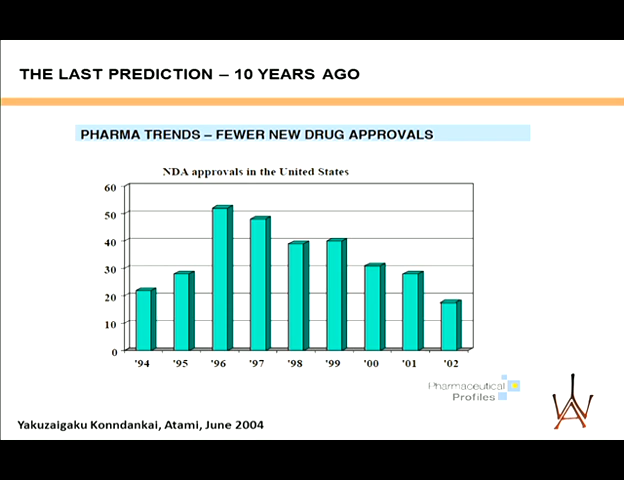 THE LAST PREDICTION – 10 YEARS AGO
PHARMA TRENDS – FEWER NEW DRUG APPROVALS
NDA approvals in the United States
60
50
40
30
20
10
0
'94 '95 '96 '97 '98 '99 '00 '01 '02
Pharmaceutical
Profiles
Yakuzaigaku Konndankai, Atami, June 2004